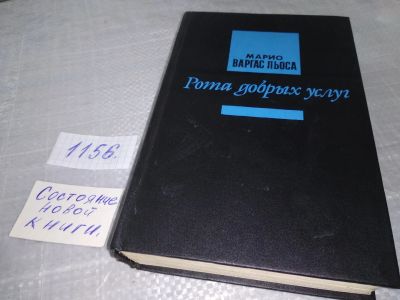 МАРИО
ВАРГАС ЛЬОСА
Рота добрых услуг
1156.
Состояние
новой
книги.